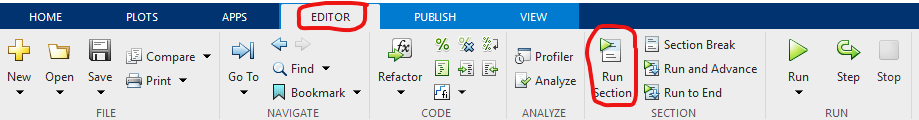 HOME PLOTS APPS EDITOR PUBLISH VIEW
New Open Save Compare Print
FILE
Go To Find Bookmark
NAVIGATE
Refactor
CODE
Profiler Analyze
ANALYZE
Run Section Section Break Run and Advance Run to End
SECTION
Run Step Stop
RUN